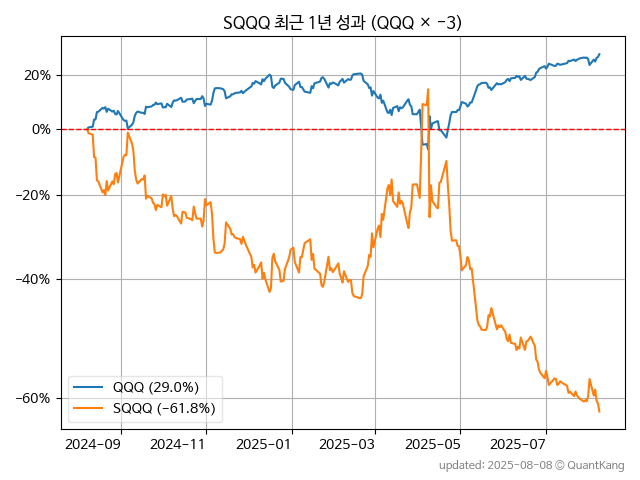 SQQQ 최근 1년 성과 (QQQ × −3)
20%
0%
−20%
−40%
−60%
QQQ (29.0%)
SQQQ (−61.8%)
2024-09 2024-11 2025-01 2025-03 2025-05 2025-07
updated: 2025-08-08 ⓒ QuantKang